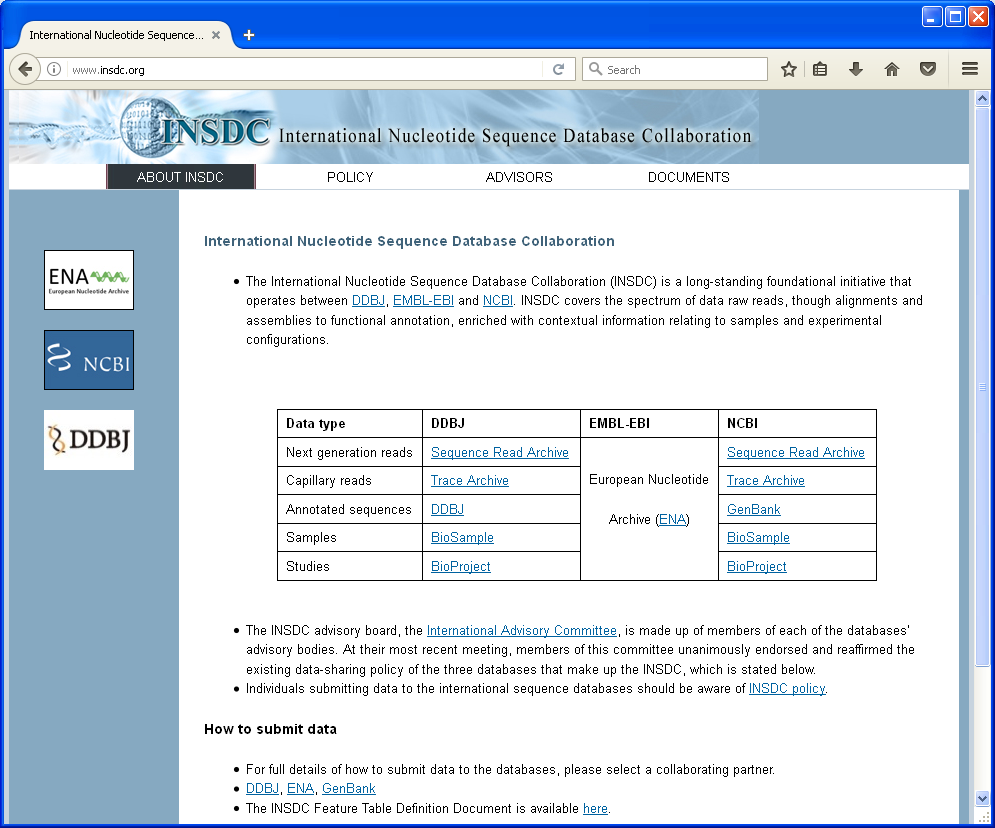 International Nucleotide Sequence...
www.insdc.org
Search
INSDC International Nucleotide Sequence Database Collaboration
ABOUT INSDC POLICY ADVISORS DOCUMENTS
ENA
European Nucleotide Archive
NCBI
DDBJ
International Nucleotide Sequence Database Collaboration
The International Nucleotide Sequence Database Collaboration (INSDC) is a long-standing foundational initiative that
operates between DDBJ, EMBL-EBI and NCBI. INSDC covers the spectrum of data raw reads, though alignments and
assemblies to functional annotation, enriched with contextual information relating to samples and experimental
configurations.
Data type DDBJ EMBL-EBI NCBI
Next generation reads Sequence Read Archive Sequence Read Archive
Capillary reads Trace Archive European Nucleotide Trace Archive
Annotated sequences DDBJ Archive (ENA) GenBank
Samples BioSample BioSample
Studies BioProject BioProject
The INSDC advisory board, the International Advisory Committee, is made up of members of each of the databases'
advisory bodies. At their most recent meeting, members of this committee unanimously endorsed and reaffirmed the
existing data-sharing policy of the three databases that make up the INSDC, which is stated below.
Individuals submitting data to the international sequence databases should be aware of INSDC policy.
How to submit data
For full details of how to submit data to the databases, please select a collaborating partner.
DDBJ, ENA, GenBank
The INSDC Feature Table Definition Document is available here.